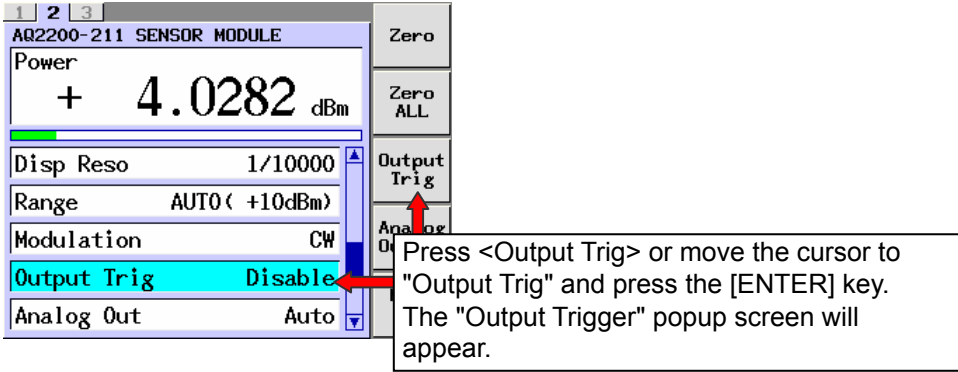 1 2 3
AQ2200-211 SENSOR MODULE
Power
+ 4.0282 dBm
Disp Reso 1/10000
Range AUTO( +10dBm)
Modulation CW
Output Trig Disable
Analog Out Auto
Zero
Zero
ALL
Output
Trig
Press <Output Trig> or move the cursor to
"Output Trig" and press the [ENTER] key.
The "Output Trigger" popup screen will
appear.